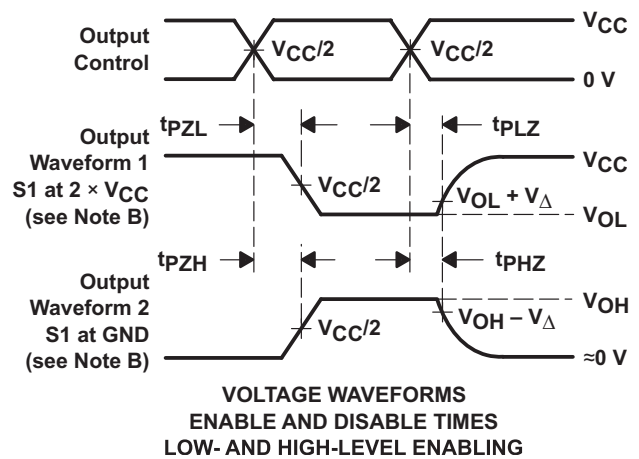 Output
Control
VCC/2
VCC/2
VCC
0 V
tPZL
tPLZ
Output
Waveform 1
S1 at 2 × VCC
(see Note B)
VCC/2
VCC
VOL + VΔ
VOL
tPZH
tPHZ
Output
Waveform 2
S1 at GND
(see Note B)
VCC/2
VOH
VOH – VΔ
≈0 V
VOLTAGE WAVEFORMS
ENABLE AND DISABLE TIMES
LOW- AND HIGH-LEVEL ENABLING